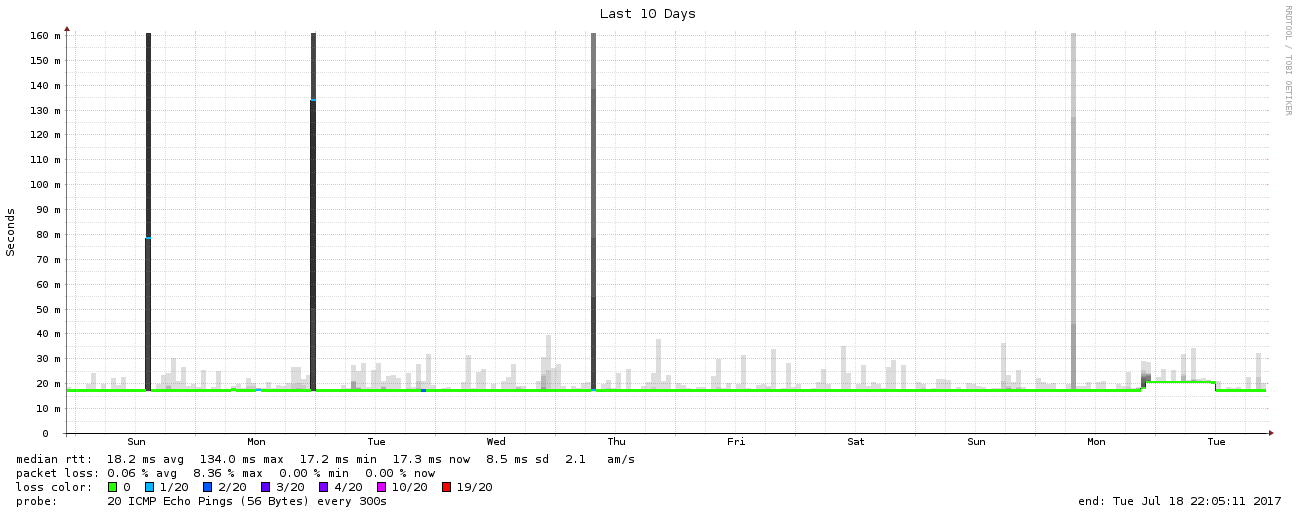 Last 10 Days
RRDTOOL / TOBI OETIKER
Seconds
160 m
150 m
140 m
130 m
120 m
110 m
100 m
90 m
80 m
70 m
60 m
50 m
40 m
30 m
20 m
10 m
0
Sun Mon Tue Wed Thu Fri Sat Sun Mon Tue
median rtt: 18.2 ms avg 134.0 ms max 17.2 ms min 17.3 ms now 8.5 ms sd 2.1 am/s
packet loss: 0.06 % avg 8.36 % max 0.00 % min 0.00 % now
loss color: 0 1/20 2/20 3/20 4/20 10/20 19/20
probe: 20 ICMP Echo Pings (56 Bytes) every 300s end: Tue Jul 18 22:05:11 2017